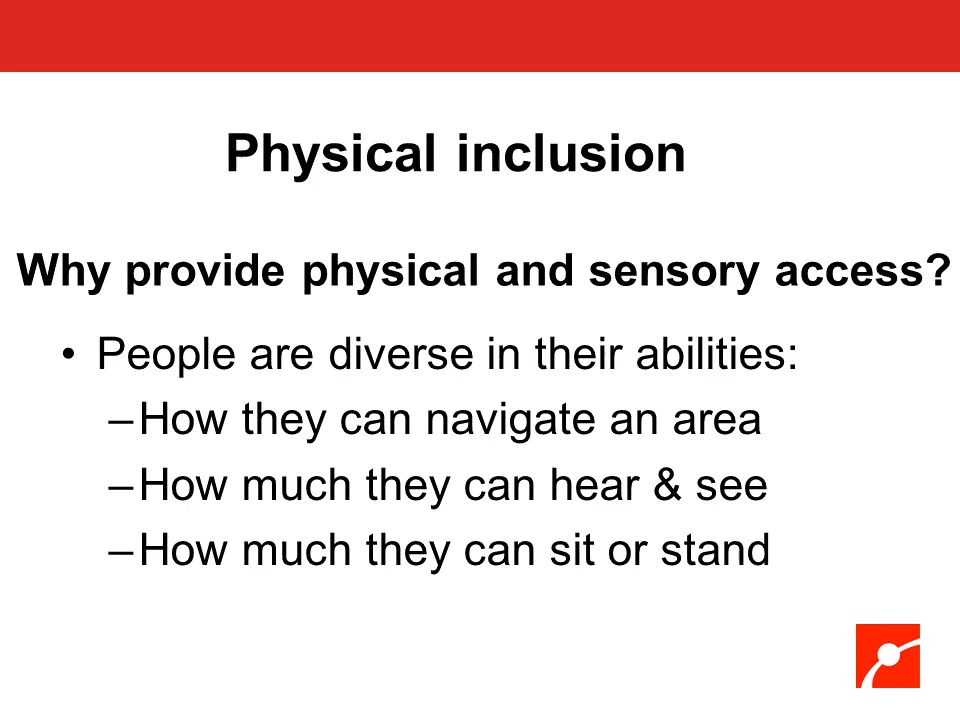 Physical inclusion
Why provide physical and sensory access?
• People are diverse in their abilities:
–How they can navigate an area
–How much they can hear & see
–How much they can sit or stand